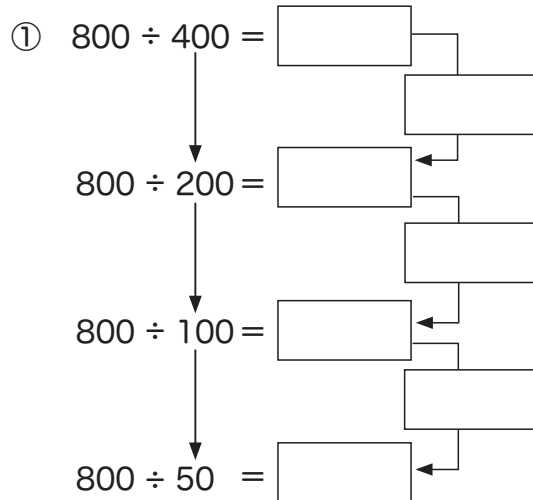 ① 800 ÷ 400 =
800 ÷ 200 =
800 ÷ 100 =
800 ÷ 50 =